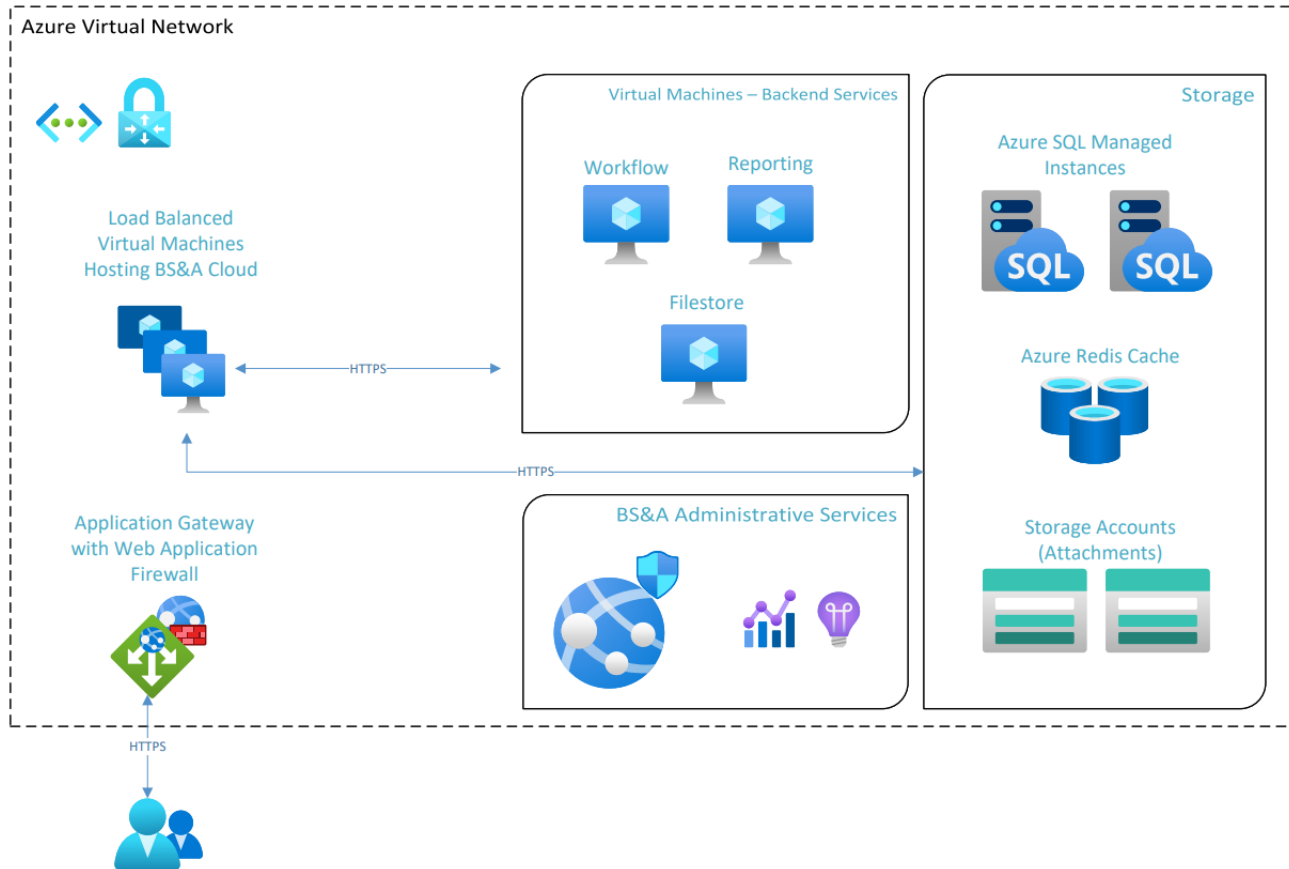 Azure Virtual Network
Load Balanced
Virtual Machines
Hosting BS&A Cloud
HTTPS
Virtual Machines – Backend Services
Workflow
Reporting
Filestore
HTTPS
Application Gateway
with Web Application
Firewall
HTTPS
BS&A Administrative Services
Storage
Azure SQL Managed
Instances
SQL
SQL
Azure Redis Cache
Storage Accounts
(Attachments)